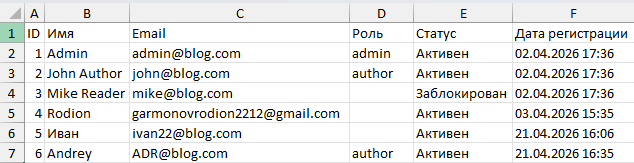 A B C D E F
1 ID Имя Email Роль Статус Дата регистрации
2 1 Admin admin@blog.com admin Активен 02.04.2026 17:36
3 2 John Author john@blog.com author Активен 02.04.2026 17:36
4 3 Mike Reader mike@blog.com Заблокирован 02.04.2026 17:36
5 4 Rodion garmonovrodion2212@gmail.com Активен 03.04.2026 15:35
6 5 Иван ivan22@blog.com Активен 21.04.2026 16:06
7 6 Andrey ADR@blog.com author Активен 21.04.2026 16:35